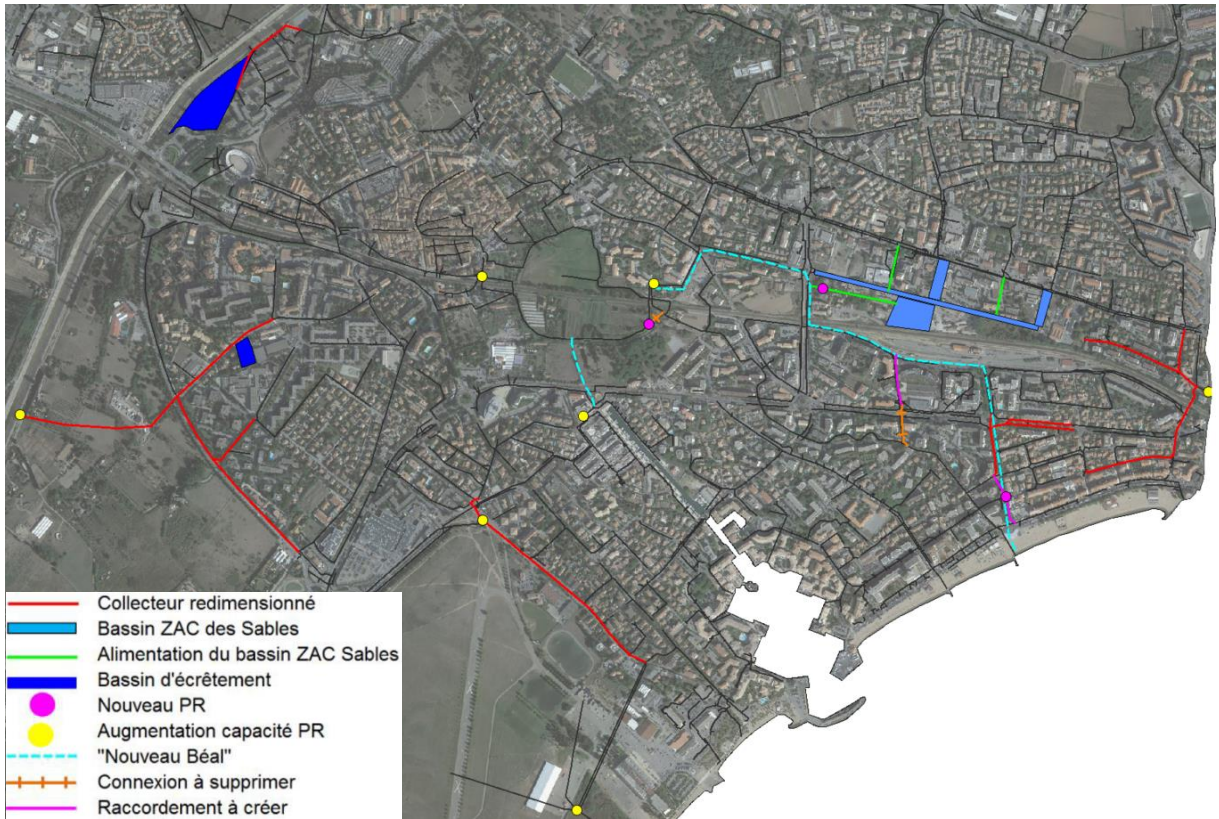 Collecteur redimensionné
Bassin ZAC des Sables
Alimentation du bassin ZAC Sables
Bassin d'écrêtement
Nouveau PR
Augmentation capacité PR
"Nouveau Béal"
Connexion à supprimer
Raccordement à créer